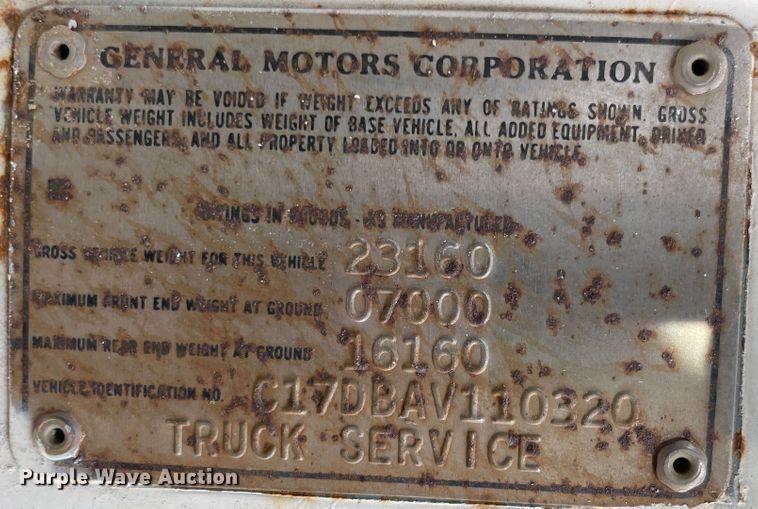 GENERAL MOTORS CORPORATION
WARRANTY MAY BE VOIDED IF WEIGHT EXCEEDS ANY OF RATINGS SHOWN. GROSS
VEHICLE WEIGHT INCLUDES WEIGHT OF BASE VEHICLE, ALL ADDED EQUIPMENT, DRIVER
AND PASSENGERS, AND ALL PROPERTY LOADED INTO OR ONTO VEHICLE.
RATINGS IN POUNDS - AS MANUFACTURED
GROSS VEHICLE WEIGHT FOR THIS VEHICLE 23160
MAXIMUM FRONT END WEIGHT AT GROUND 07000
MAXIMUM REAR END WEIGHT AT GROUND 16160
VEHICLE IDENTIFICATION NO. C17DBAV110320
TRUCK SERVICE
Purple Wave Auction